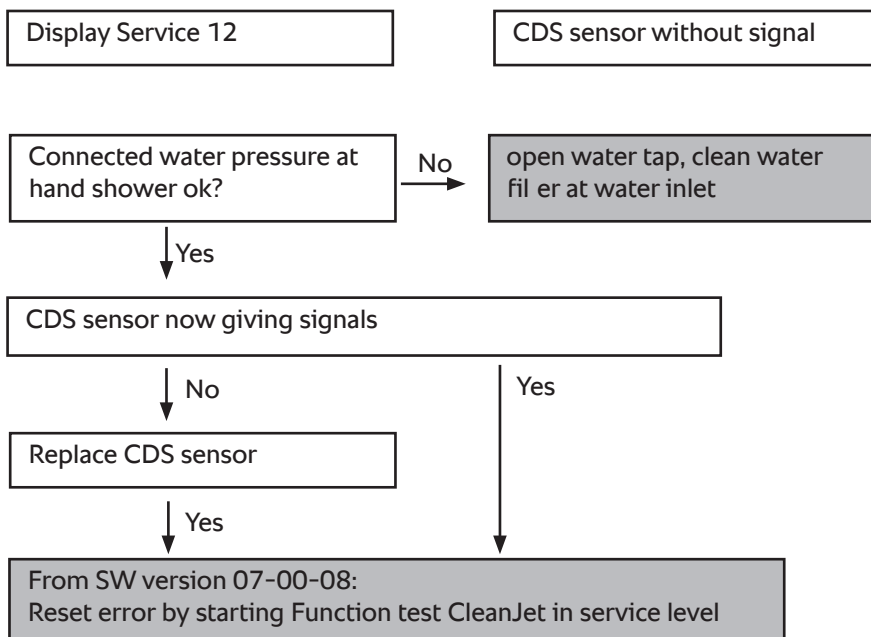 Display Service 12
CDS sensor without signal
Connected water pressure at
hand shower ok?
No
open water tap, clean water
fil er at water inlet
Yes
CDS sensor now giving signals
No
Yes
Replace CDS sensor
Yes
From SW version 07-00-08:
Reset error by starting Function test CleanJet in service level